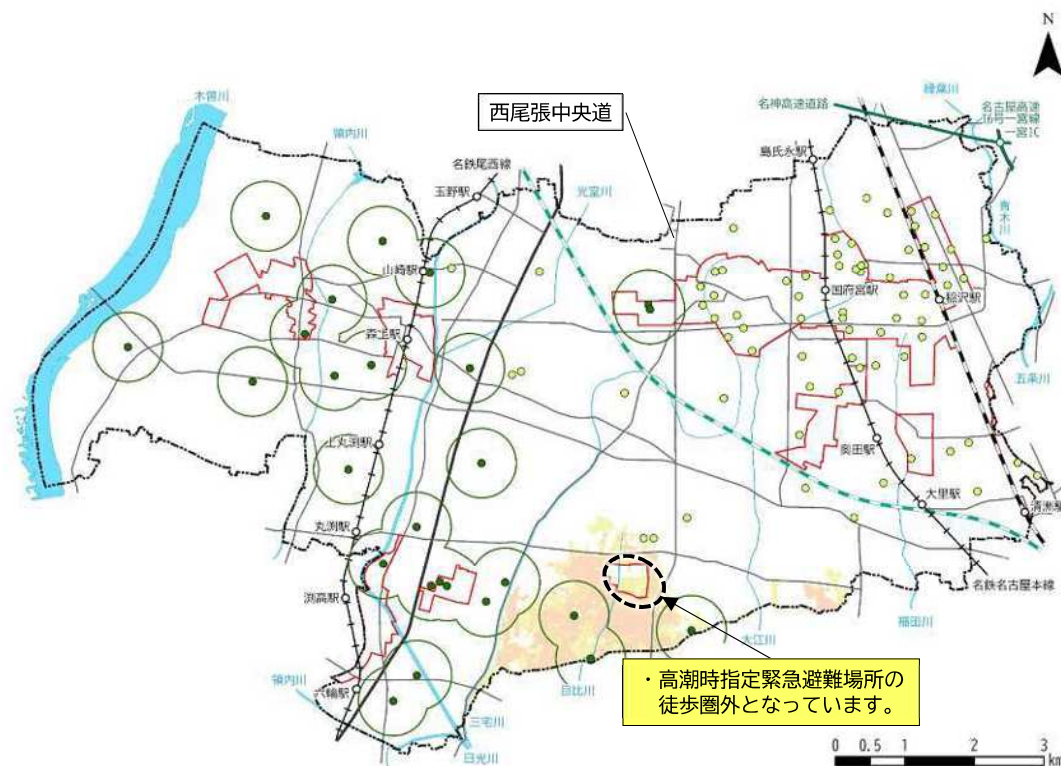 N
木曽川
領内川
西尾張中央道
名神高速道路
緑葉川
名古屋高速
16号一宮線
一宮IC
名鉄尾西線
玉野駅
光堂川
島氏永駅
青木川
山崎駅
国府宮駅
稲沢駅
森上駅
五条川
上丸渕駅
奥田駅
大里駅
清洲駅
丸渕駅
名鉄名古屋本線
渕高駅
福田川
大江川
・高潮時指定緊急避難場所の
徒歩圏外となっています。
領内川
六輪駅
目比川
三宅川
日光川
0 0.5 1 2 3
km